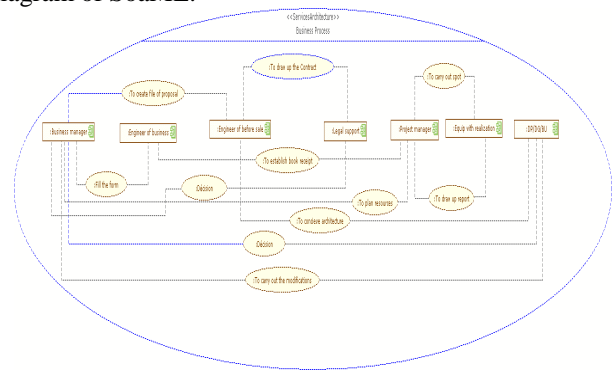 iagram of SoaML.
<<ServicesArchitecture>>
Business Process
:To draw up the Contract
:To carry out spot
:To create file of proposal
:Business manager
:Engineer of business
:Engineer of before sale
:Legal support
:Project manager
:Equip with realization
:DP/DG/BU
:To establish book receipt
:Fill the form
:Décision
:To plan resources
:To draw up report
:To concieve architecture
:Décision
:To carry out the modifications